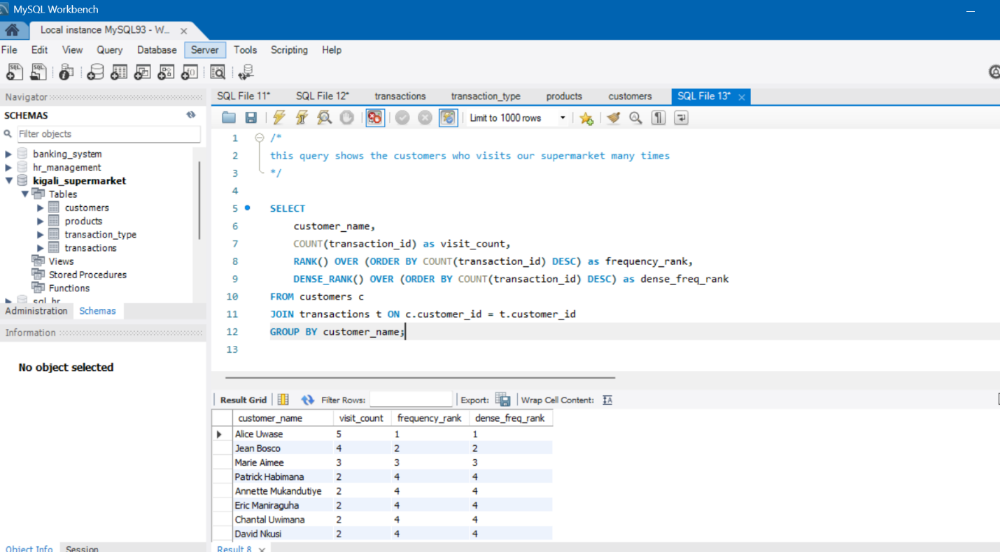 MySQL Workbench
Local instance MySQL93 - W...
File Edit View Query Database Server Tools Scripting Help
Navigator
SCHEMAS
Filter objects
banking_system
hr_management
kigali_supermarket
Tables
customers
products
transaction_type
transactions
Views
Stored Procedures
Functions
sql_hr
Administration Schemas
Information
No object selected
Object Info Session
SQL File 11* SQL File 12* transactions transaction_type products customers SQL File 13*
Limit to 1000 rows
1 /*
2 this query shows the customers who visits our supermarket many times
3 */
4
5 SELECT
6 customer_name,
7 COUNT(transaction_id) as visit_count,
8 RANK() OVER (ORDER BY COUNT(transaction_id) DESC) as frequency_rank,
9 DENSE_RANK() OVER (ORDER BY COUNT(transaction_id) DESC) as dense_freq_rank
10 FROM customers c
11 JOIN transactions t ON c.customer_id = t.customer_id
12 GROUP BY customer_name;
13
Result Grid Filter Rows: Export: Wrap Cell Content:
customer_name visit_count frequency_rank dense_freq_rank
Alice Uwase 5 1 1
Jean Bosco 4 2 2
Marie Aimee 3 3 3
Patrick Habimana 2 4 4
Annette Mukandutiye 2 4 4
Eric Maniraguha 2 4 4
Chantal Uwimana 2 4 4
David Nkusi 2 4 4
Result 8